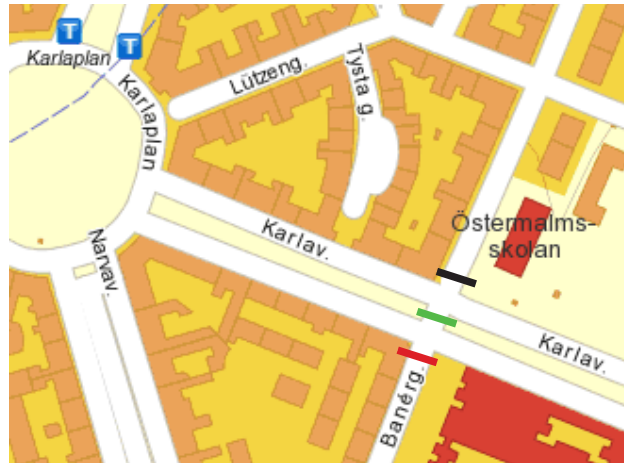 T
T
Karlaplan
Karlaplan
Lützeng.
Tysta g.
Karlav.
Östermalms-
skolan
Narvav.
Karlav.
Banérg.